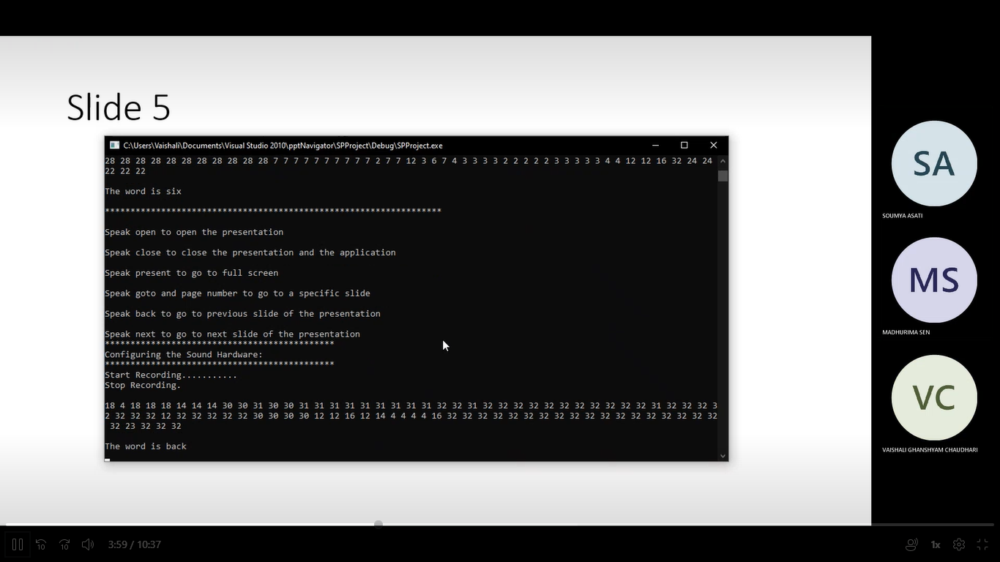 Slide 5
C:\Users\Vaishali\Documents\Visual Studio 2010\pptNavigator\SPProject\Debug\SPProject.exe
28 28 28 28 28 28 28 28 28 28 28 7 7 7 7 7 7 7 7 7 7 2 7 7 12 3 6 7 4 3 3 3 3 2 2 2 2 2 3 3 3 3 3 4 4 12 12 16 32 24 24
22 22 22
The word is six
******************************************************************
Speak open to open the presentation
Speak close to close the presentation and the application
Speak present to go to full screen
Speak goto and page number to go to a specific slide
Speak back to go to previous slide of the presentation
Speak next to go to next slide of the presentation
*********************************************
Configuring the Sound Hardware:
*********************************************
Start Recording...........
Stop Recording.
18 4 18 18 18 14 14 14 30 30 31 30 30 31 31 31 31 31 31 31 31 31 32 32 31 32 32 32 32 32 32 32 32 32 32 32 31 32 32 32 3
2 32 32 32 12 32 32 32 32 32 30 30 30 30 12 12 16 12 14 4 4 4 4 16 32 32 32 32 32 32 32 32 32 32 32 32 32 32 32 32 32 32
32 23 32 32 32
The word is back
SA
SOUMYA ASATI
MS
MADHURIMA SEN
VC
VAISHALI GHANSHYAM CHAUDHARI
10
10
3:59 / 10:37
1x